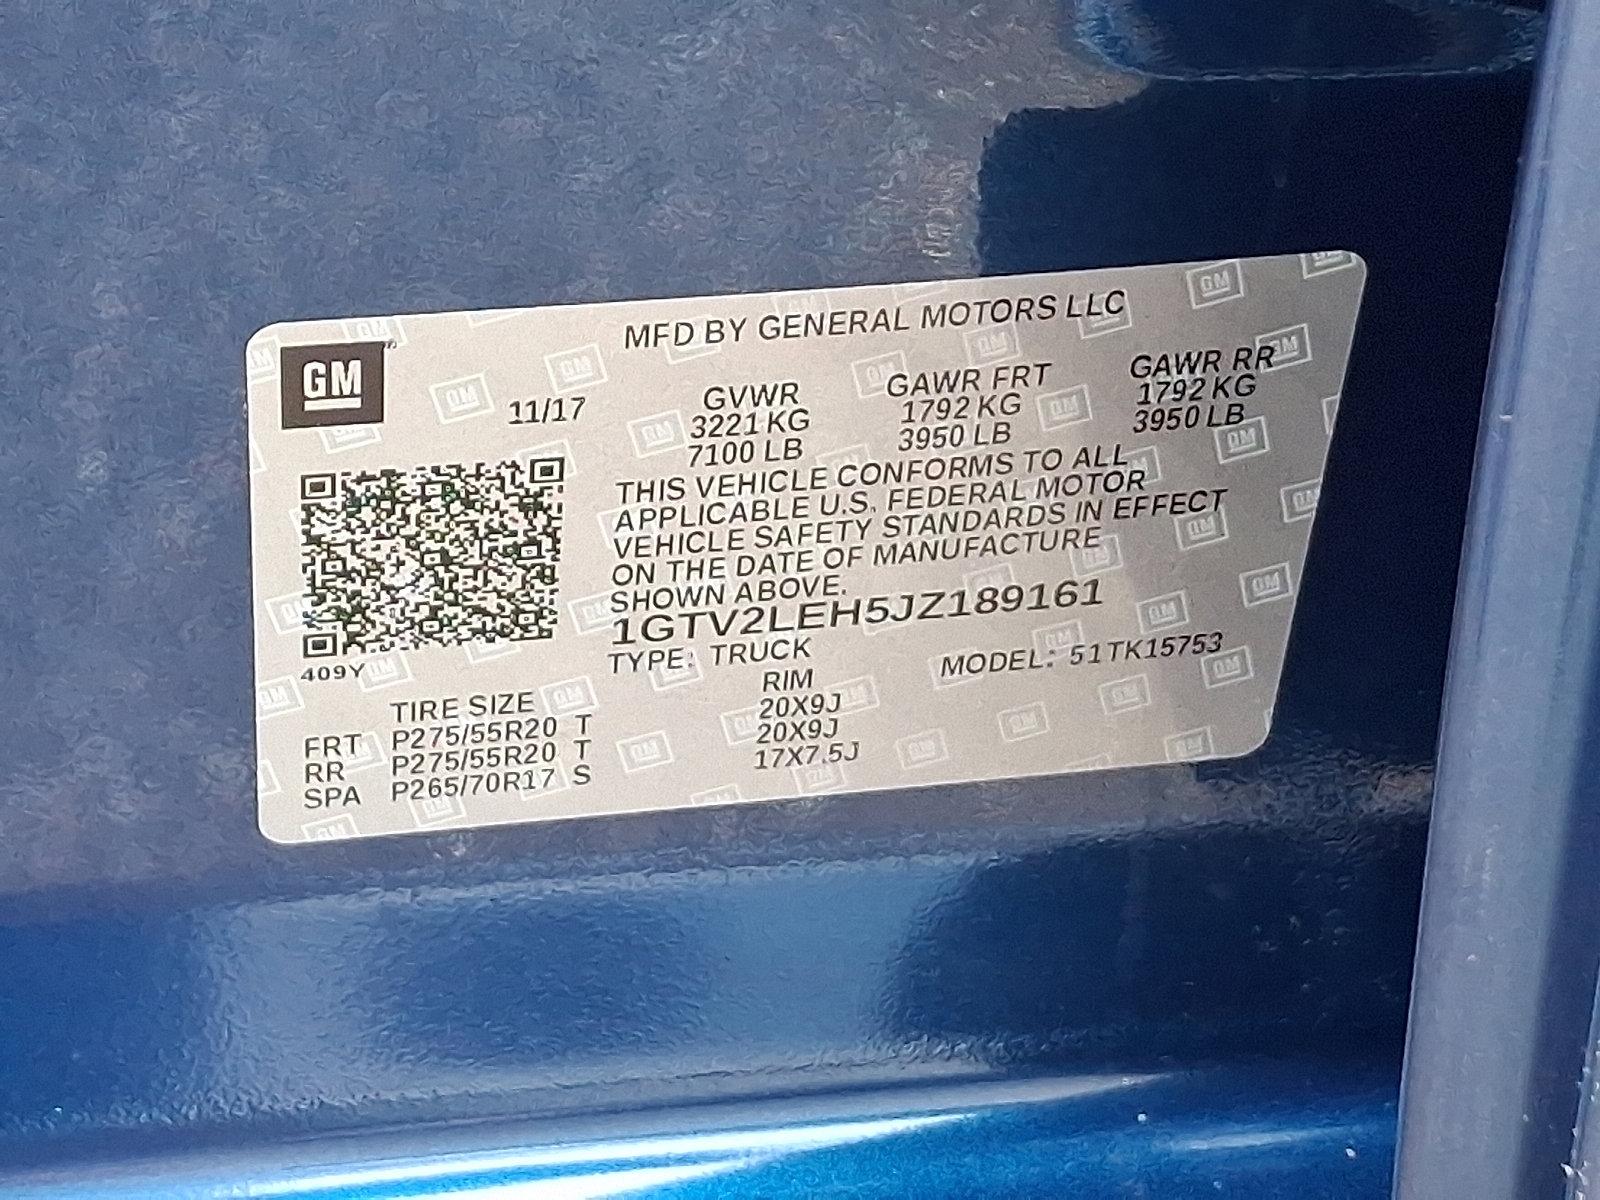 GM
MFD BY GENERAL MOTORS LLC
11/17
GVWR GAWR FRT GAWR RR
3221 KG 1792 KG 1792 KG
7100 LB 3950 LB 3950 LB
THIS VEHICLE CONFORMS TO ALL
APPLICABLE U.S. FEDERAL MOTOR
VEHICLE SAFETY STANDARDS IN EFFECT
ON THE DATE OF MANUFACTURE
SHOWN ABOVE.
1GTV2LEH5JZ189161
409Y
TYPE: TRUCK MODEL: 51TK15753
TIRE SIZE RIM
FRT P275/55R20 T 20X9J
RR P275/55R20 T 20X9J
SPA P265/70R17 S 17X7.5J